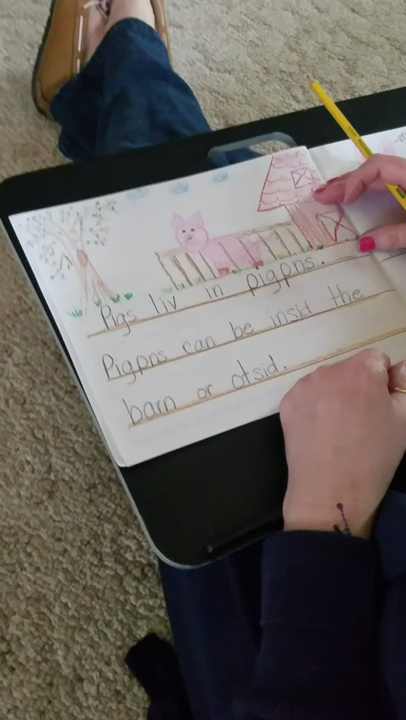 Pigs liv in pigpns.
Pigpns can be insid the
barn or otsid.